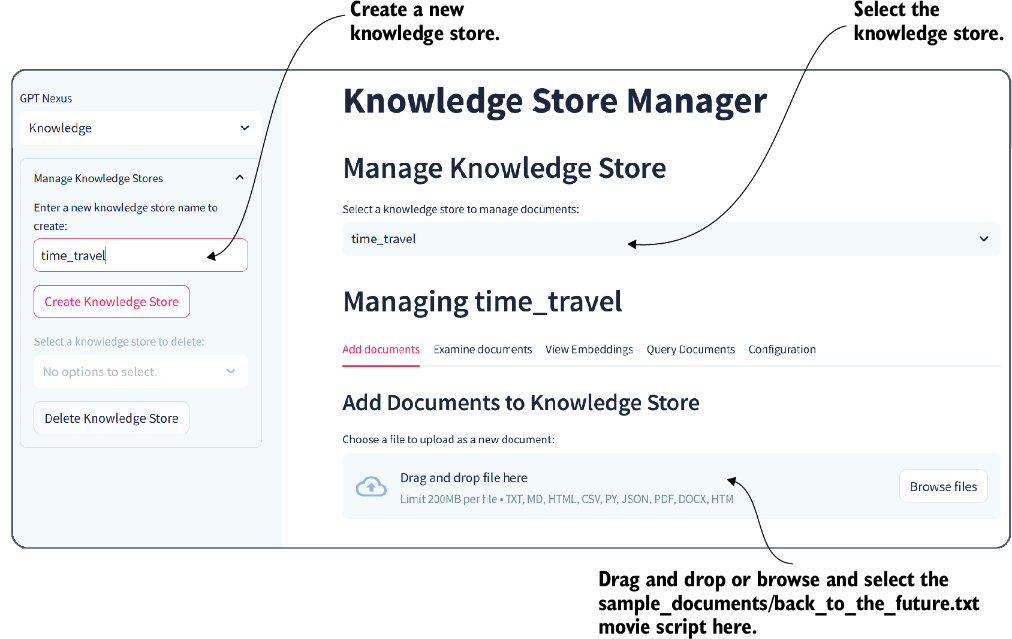 Create a new
knowledge store.
Select the
knowledge store.
GPT Nexus
Knowledge
Manage Knowledge Stores
Enter a new knowledge store name to
create:
time_travel
Create Knowledge Store
Select a knowledge store to delete:
No options to select.
Delete Knowledge Store
Knowledge Store Manager
Manage Knowledge Store
Select a knowledge store to manage documents:
time_travel
Managing time_travel
Add documents Examine documents View Embeddings Query Documents Configuration
Add Documents to Knowledge Store
Choose a file to upload as a new document:
Drag and drop file here
Limit 200MB per file • TXT, MD, HTML, CSV, PY, JSON, PDF, DOCX, HTM
Browse files
Drag and drop or browse and select the
sample_documents/back_to_the_future.txt
movie script here.